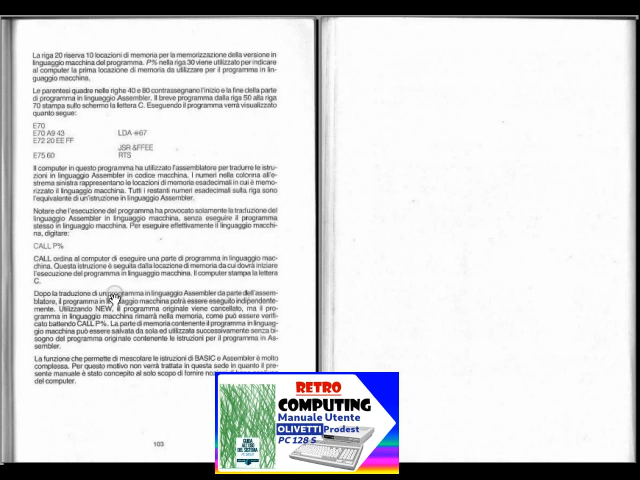 La riga 20 riserva 10 locazioni di memoria per la memorizzazione della versione in
linguaggio macchina del programma. P% nella riga 30 viene utilizzato per indicare
al computer la prima locazione di memoria da utilizzare per il programma in lin-
guaggio macchina.
Le parentesi quadre nelle righe 40 e 80 contrassegnano l'inizio e la fine della parte
di programma in linguaggio Assembler. Il breve programma dalla riga 50 alla riga
70 stampa sullo schermo la lettera C. Eseguendo il programma verrà visualizzato
quanto segue:
E70
E70 A9 43 LDA #67
E72 20 EE FF
JSR &FFEE
E75 60 RTS
Il computer in questo programma ha utilizzato l'assemblatore per tradurre le istru-
zioni in linguaggio Assembler in codice macchina. I numeri nella colonna all'e-
strema sinistra rappresentano le locazioni di memoria esadecimali in cui è memo-
rizzato il linguaggio macchina. Tutti i restanti numeri esadecimali sulla riga sono
l'equivalente di un'istruzione in linguaggio Assembler.
Notare che l'esecuzione del programma ha provocato solamente la traduzione del
linguaggio Assembler in linguaggio macchina, senza eseguire il programma
stesso in linguaggio macchina. Per eseguire effettivamente il linguaggio macchi-
na, digitare:
CALL P%
CALL ordina al computer di eseguire una parte di programma in linguaggio mac-
china. Questa istruzione è seguita dalla locazione di memoria da cui dovrà iniziare
l'esecuzione del programma in linguaggio macchina. Il computer stampa la lettera
C.
Dopo la traduzione di un programma in linguaggio Assembler da parte dell'assem-
blatore, il programma in linguaggio macchina potrà essere eseguito indipendente-
mente. Utilizzando NEW, il programma originale viene cancellato, ma il pro-
gramma in linguaggio macchina rimarrà nella memoria, come può essere verifi-
cato battendo CALL P%. La parte di memoria contenente il programma in linguag-
gio macchina può essere salvata da sola ed utilizzata successivamente senza bi-
sogno del programma originale contenente le istruzioni per il programma in As-
sembler.
La funzione che permette di mescolare le istruzioni di BASIC e Assembler è molto
complessa. Per questo motivo non verrà trattata in questa sede in quanto il pre-
sente manuale è stato concepito al solo scopo di fornire
del computer.
103
RETRO
COMPUTING
Manuale Utente
OLIVETTI Prodest
PC 128 S
GUIDA
ALL'USO
DEL SISTEMA